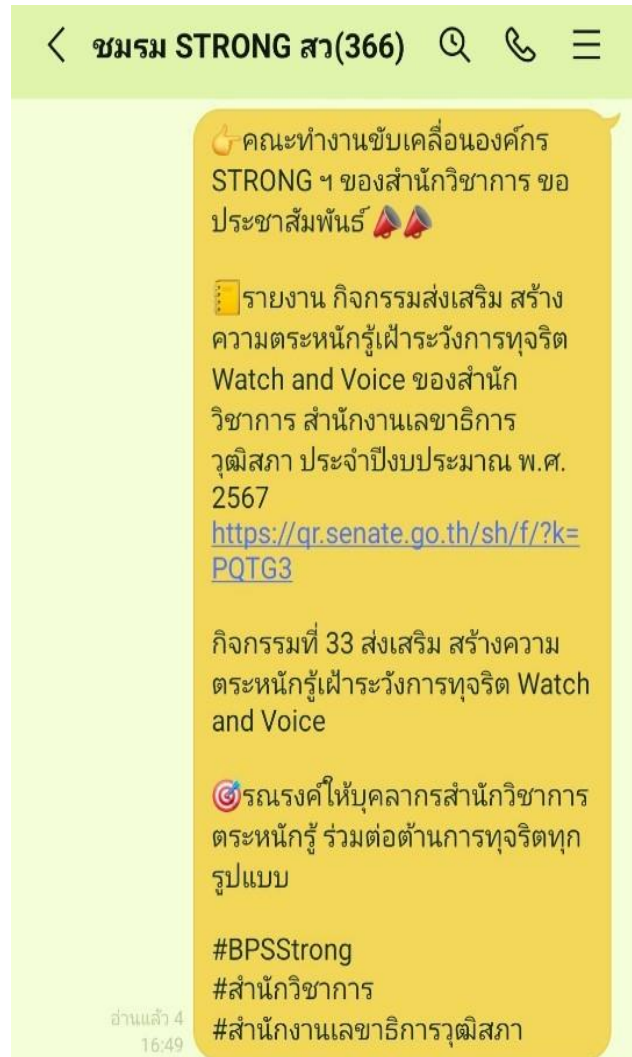 ชมรม STRONG สว(366)
👉คณะทำงานขับเคลื่อนองค์กร
STRONG ฯ ของสำนักวิชาการ ขอ
ประชาสัมพันธ์ 📣📣
📒รายงาน กิจกรรมส่งเสริม สร้าง
ความตระหนักรู้เฝ้าระวังการทุจริต
Watch and Voice ของสำนัก
วิชาการ สำนักงานเลขาธิการ
วุฒิสภา ประจำปีงบประมาณ พ.ศ.
2567
https://qr.senate.go.th/sh/f/?k=
PQTG3
กิจกรรมที่ 33 ส่งเสริม สร้างความ
ตระหนักรู้เฝ้าระวังการทุจริต Watch
and Voice
🎯รณรงค์ให้บุคลากรสำนักวิชาการ
ตระหนักรู้ ร่วมต่อต้านการทุจริตทุก
รูปแบบ
#BPSStrong
#สำนักวิชาการ
#สำนักงานเลขาธิการวุฒิสภา
อ่านแล้ว 4
16:49